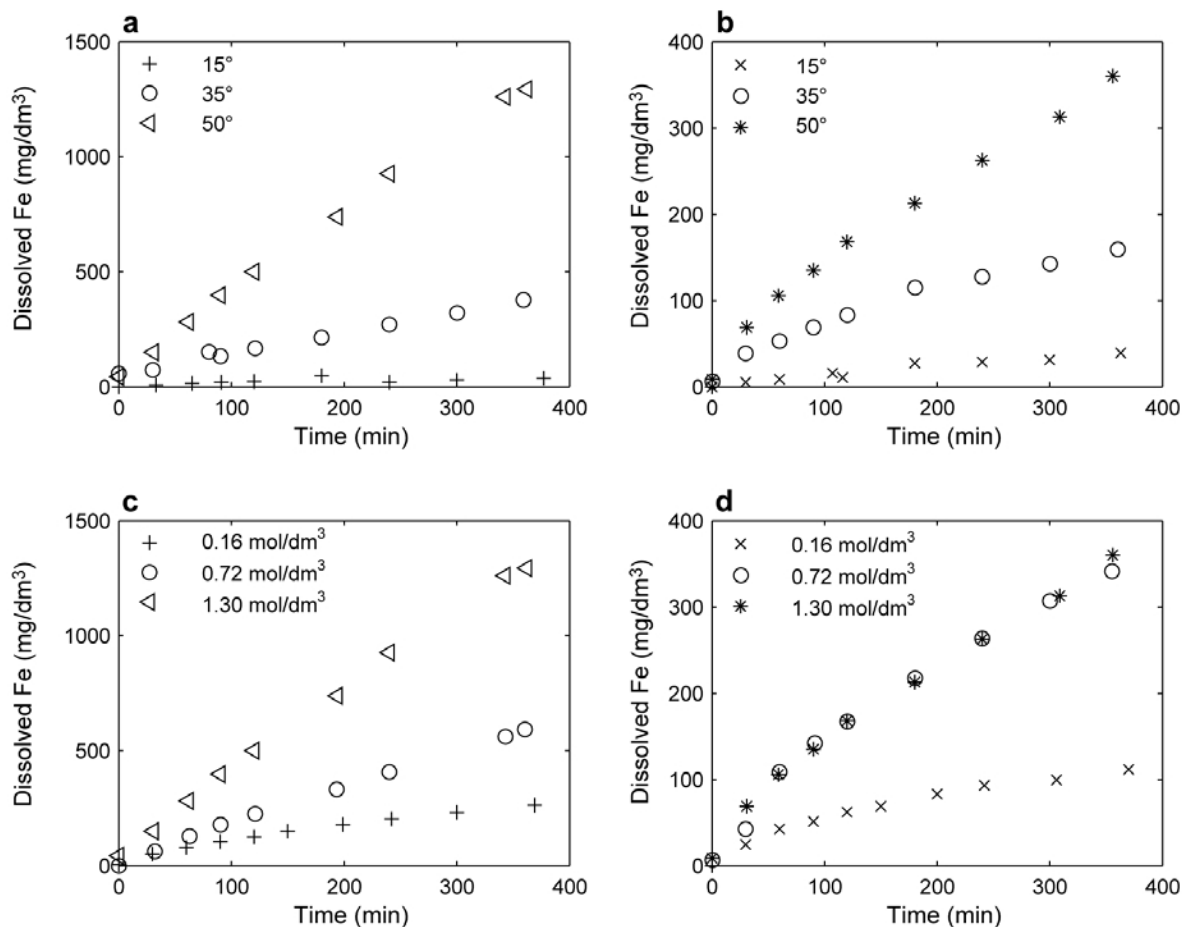 a
1500
1000
500
0
0 100 200 300 400
Dissolved Fe (mg/dm³)
Time (min)
+ 15°
○ 35°
◁ 50°
b
400
300
200
100
0
0 100 200 300 400
Dissolved Fe (mg/dm³)
Time (min)
× 15°
○ 35°
✳ 50°
c
1500
1000
500
0
0 100 200 300 400
Dissolved Fe (mg/dm³)
Time (min)
+ 0.16 mol/dm³
○ 0.72 mol/dm³
◁ 1.30 mol/dm³
d
400
300
200
100
0
0 100 200 300 400
Dissolved Fe (mg/dm³)
Time (min)
× 0.16 mol/dm³
○ 0.72 mol/dm³
✳ 1.30 mol/dm³